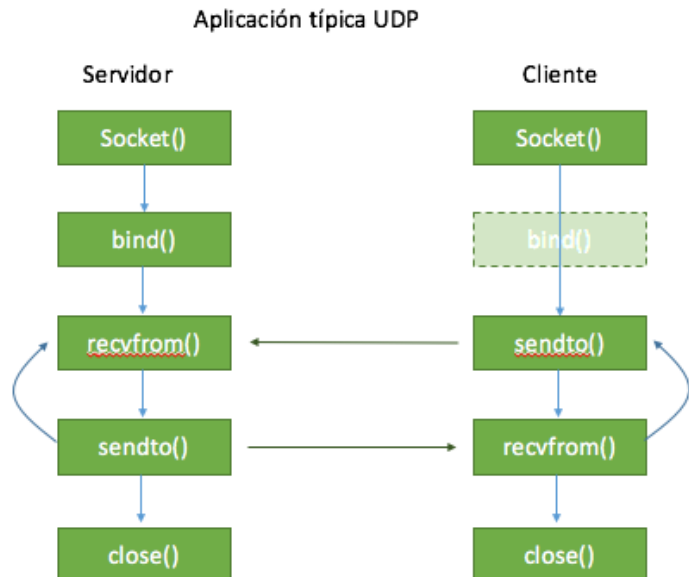 Aplicación típica UDP
Servidor
Cliente
Socket()
Socket()
bind()
bind()
recvfrom()
sendto()
sendto()
recvfrom()
close()
close()